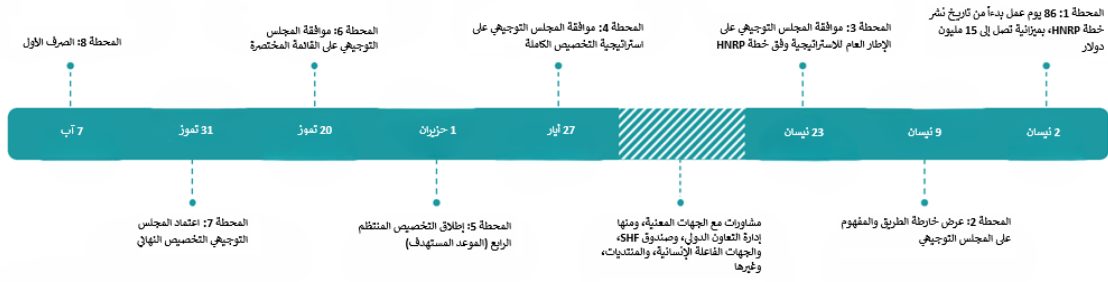 المحطة 1: 86 يوم عمل بدءاً من تاريخ نشر
خطة HNRP، بميزانية تصل إلى 15 مليون
دولار
المحطة 3: موافقة المجلس التوجيهي على
الإطار العام للاستراتيجية وفق خطة HNRP
المحطة 4: موافقة المجلس التوجيهي على
استراتيجية التخصيص الكاملة
المحطة 6: موافقة المجلس
التوجيهي على القائمة المختصرة
المحطة 8: الصرف الأول
2 نيسان
9 نيسان
23 نيسان
27 أيار
1 حزيران
20 تموز
31 تموز
7 آب
المحطة 2: عرض خارطة الطريق والمفهوم
على المجلس التوجيهي
مشاورات مع الجهات المعنية، ومنها
إدارة التعاون الدولي، وصندوق SHF،
والجهات الفاعلة الإنسانية، والمنتديات،
وغيرها
المحطة 5: إطلاق التخصيص المنتظم
الرابع (الموعد المستهدف)
المحطة 7: اعتماد المجلس
التوجيهي التخصيص النهائي